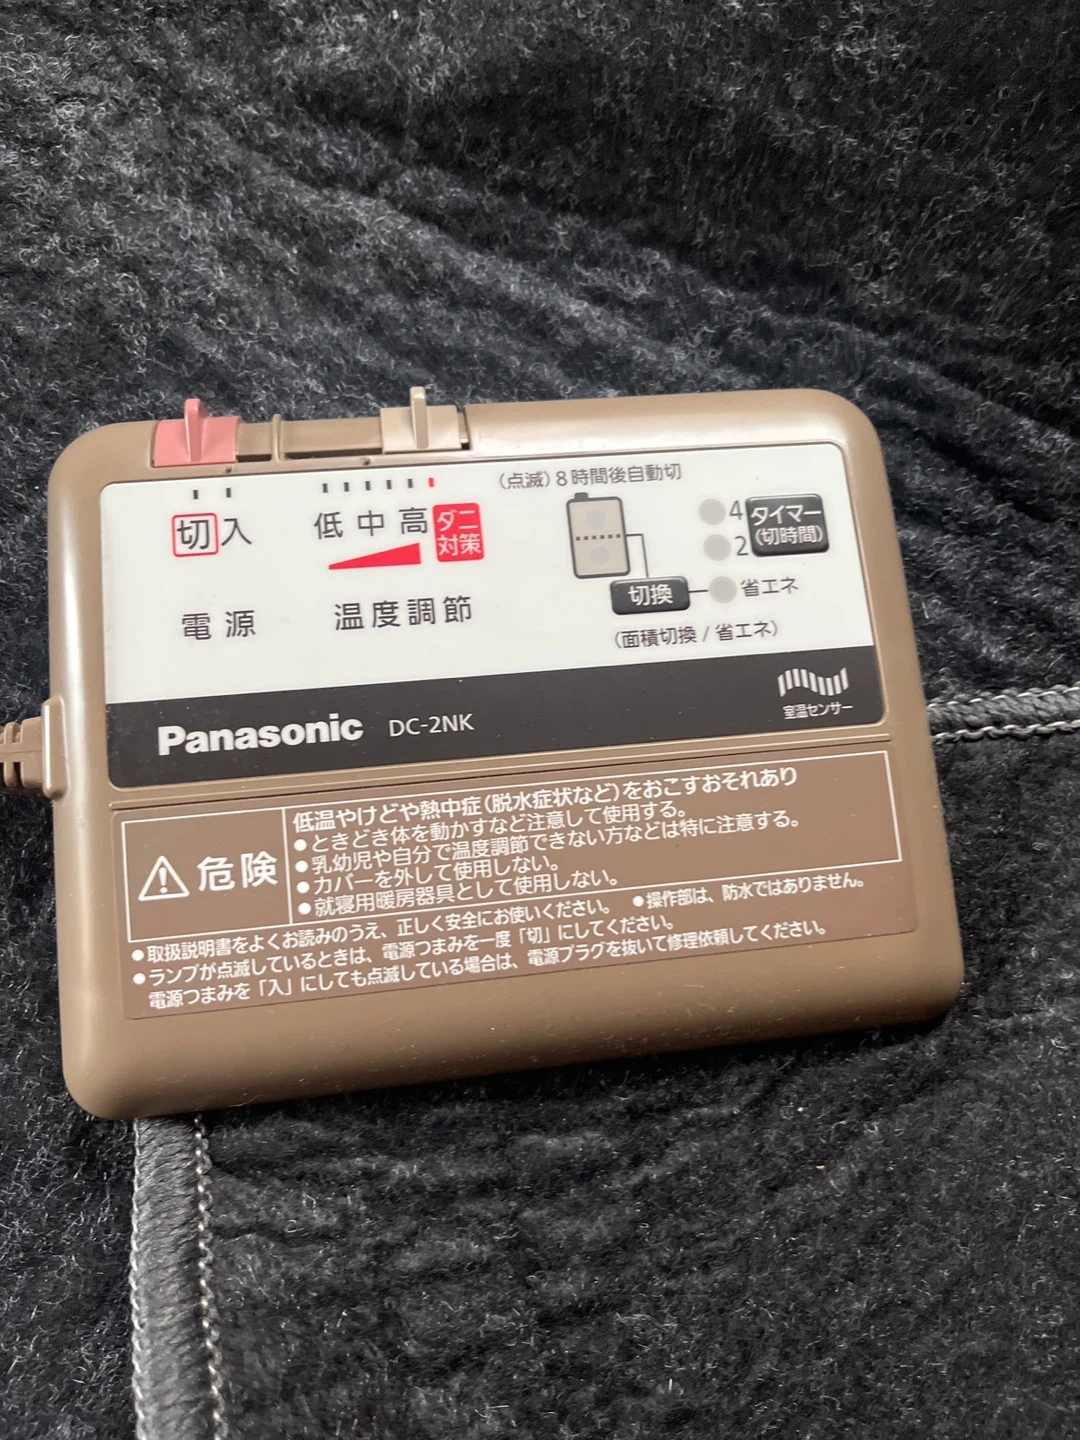 (点滅)8時間後自動切
切 入
低 中 高
ダニ
対策
電源
温度調節
4
2
タイマー
(切時間)
切換
省エネ
(面積切換/省エネ)
Panasonic DC-2NK
室温センサー
危険
低温やけどや熱中症(脱水症状など)をおこすおそれあり
●ときどき体を動かすなど注意して使用する。
●乳幼児や自分で温度調節できない方などは特に注意する。
●カバーを外して使用しない。
●就寝用暖房器具として使用しない。
●取扱説明書をよくお読みのうえ、正しく安全にお使いください。 ●操作部は、防水ではありません。
●ランプが点滅しているときは、電源つまみを一度「切」にしてください。
電源つまみを「入」にしても点滅している場合は、電源プラグを抜いて修理依頼してください。